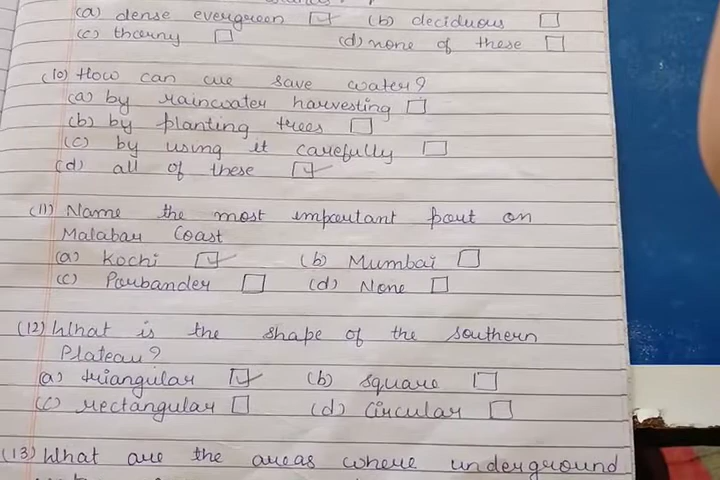 (a) dense evergreen ☑ (b) deciduous ☐
(c) thorny ☐ (d) none of these ☐
(10) How can we save water?
(a) by rainwater harvesting ☐
(b) by planting trees ☐
(c) by using it carefully ☐
(d) all of these ☑
(11) Name the most important port on
Malabar Coast
(a) Kochi ☑ (b) Mumbai ☐
(c) Porbander ☐ (d) None ☐
(12) What is the shape of the southern
Plateau?
(a) triangular ☑ (b) square ☐
(c) rectangular ☐ (d) circular ☐
(13) What are the areas where underground